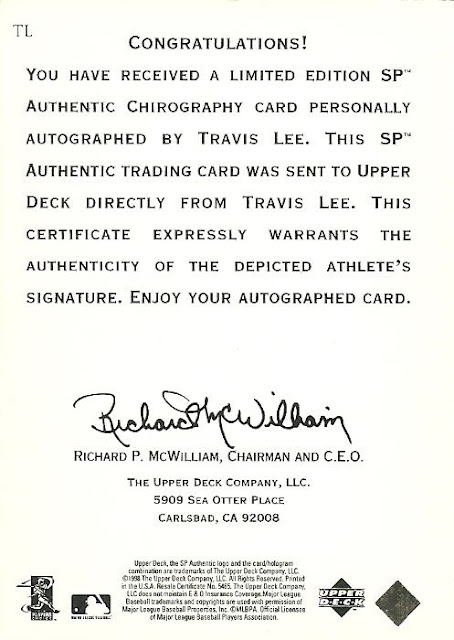 TL
CONGRATULATIONS!
YOU HAVE RECEIVED A LIMITED EDITION SP™
AUTHENTIC CHIROGRAPHY CARD PERSONALLY
AUTOGRAPHED BY TRAVIS LEE. THIS SP™
AUTHENTIC TRADING CARD WAS SENT TO UPPER
DECK DIRECTLY FROM TRAVIS LEE. THIS
CERTIFICATE EXPRESSLY WARRANTS THE
AUTHENTICITY OF THE DEPICTED ATHLETE'S
SIGNATURE. ENJOY YOUR AUTOGRAPHED CARD.
Richard McWilliam
RICHARD P. MCWILLIAM, CHAIRMAN AND C.E.O.
THE UPPER DECK COMPANY, LLC.
5909 SEA OTTER PLACE
CARLSBAD, CA 92008
Upper Deck, the SP Authentic logo and the card/hologram
combination are trademarks of The Upper Deck Company, LLC.
©1998 The Upper Deck Company, LLC. All Rights Reserved. Printed
in the U.S.A. Resale Certificate No. 5465. The Upper Deck Company,
LLC does not maintain E & O Insurance Coverage. Major League
Baseball trademarks and copyrights are used with permission of
Major League Baseball Properties, Inc. ©MLBPA Official Licensee
of Major League Baseball Players Association.
UPPER
DECK